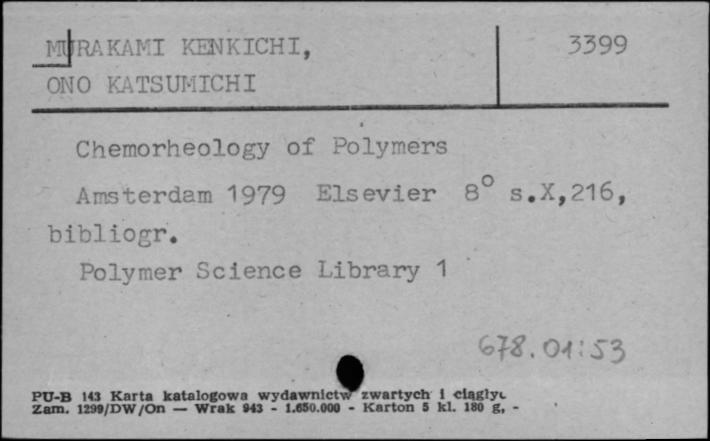 MURAKAMI KENKICHI, 3399
ONO KATSUMICHI
Chemorheology of Polymers
Amsterdam 1979 Elsevier 8° s.X,216,
bibliogr.
Polymer Science Library 1
678.01:53
PU-B 143 Karta katalogowa wydawnictw zwartych i ciągłyc
Zam. 1299/DW/On — Wrak 943 - 1.650.000 - Karton 5 kl. 180 g, -